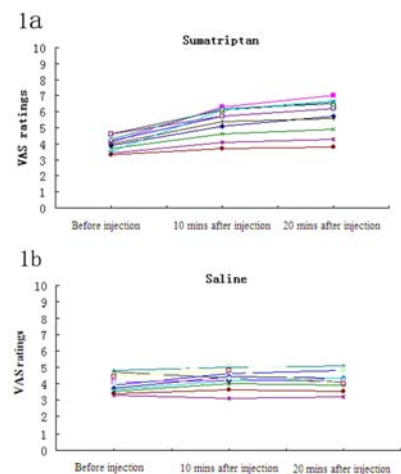 1a
Sumatriptan
VAS ratings
10
9
8
7
6
5
4
3
2
1
0
Before injection 10 mins after injection 20 mins after injection
1b
Saline
VAS ratings
10
9
8
7
6
5
4
3
2
1
0
Before injection 10 mins after injection 20 mins after injection